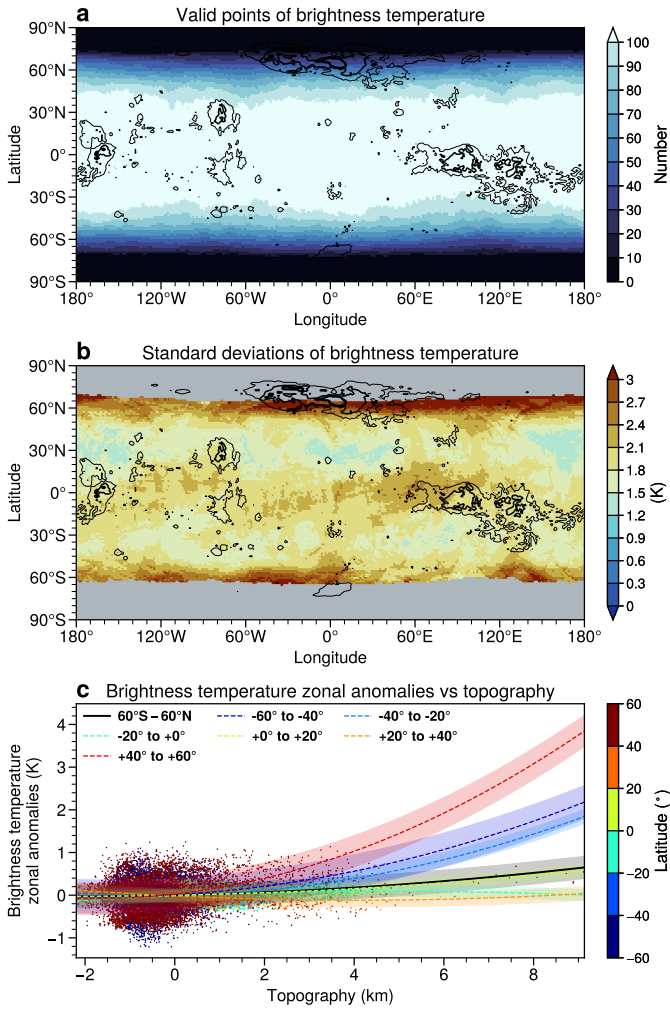 a
Valid points of brightness temperature
90°N
60°N
30°N
0°
30°S
60°S
90°S
Latitude
180°
120°W
60°W
0°
60°E
120°E
180°
Longitude
100
90
80
70
60
50
40
30
20
10
0
Number
b
Standard deviations of brightness temperature
90°N
60°N
30°N
0°
30°S
60°S
90°S
Latitude
180°
120°W
60°W
0°
60°E
120°E
180°
Longitude
3
2.7
2.4
2.1
1.8
1.5
1.2
0.9
0.6
0.3
0
(K)
c
Brightness temperature zonal anomalies vs topography
60°S – 60°N
-60° to -40°
-40° to -20°
-20° to +0°
+0° to +20°
+20° to +40°
+40° to +60°
4
3
2
1
0
−1
Brightness temperature
zonal anomalies (K)
−2
0
2
4
6
8
Topography (km)
60
40
20
0
−20
−40
−60
Latitude (°)